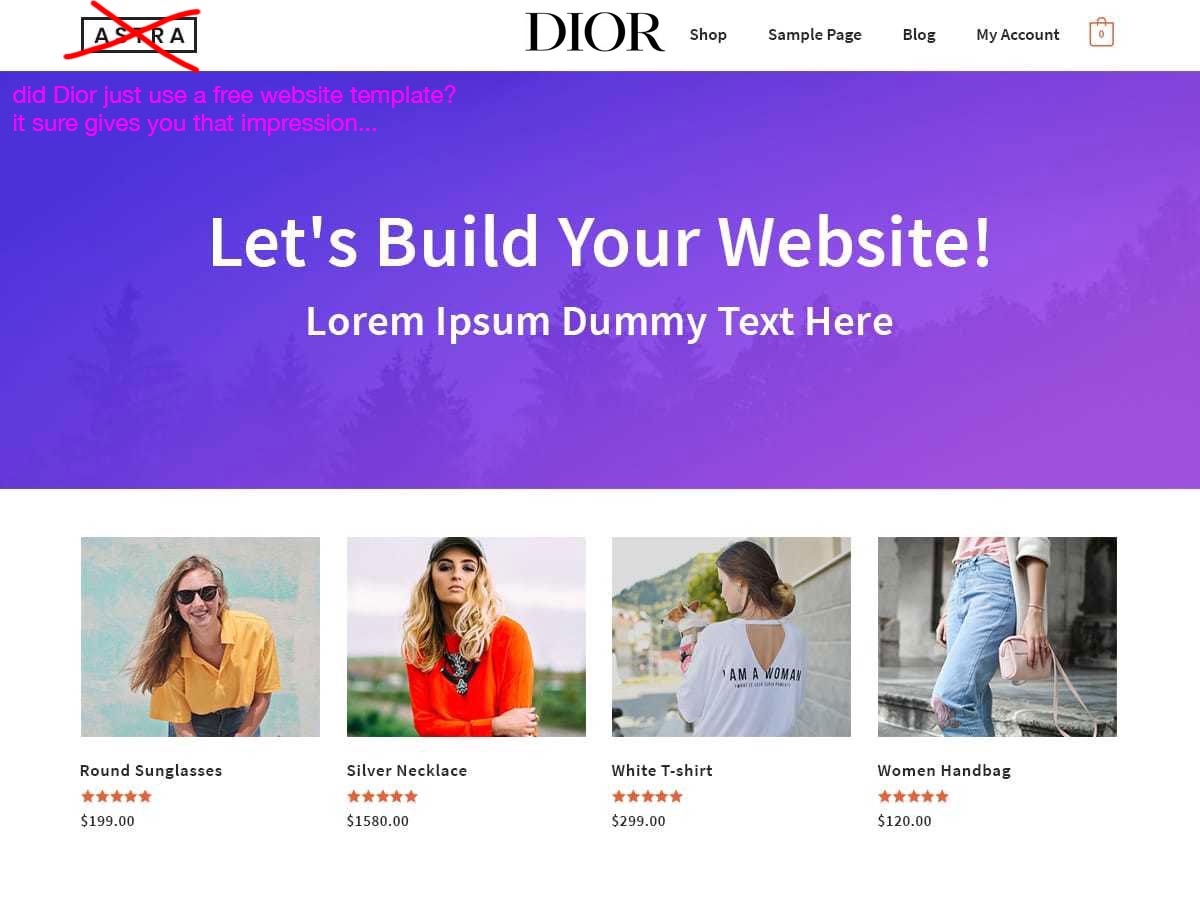 ASTRA
DIOR
Shop
Sample Page
Blog
My Account
0
did Dior just use a free website template?
it sure gives you that impression...
Let's Build Your Website!
Lorem Ipsum Dummy Text Here
I AM A WOMAN
Round Sunglasses
$199.00
Silver Necklace
$1580.00
White T-shirt
$299.00
Women Handbag
$120.00